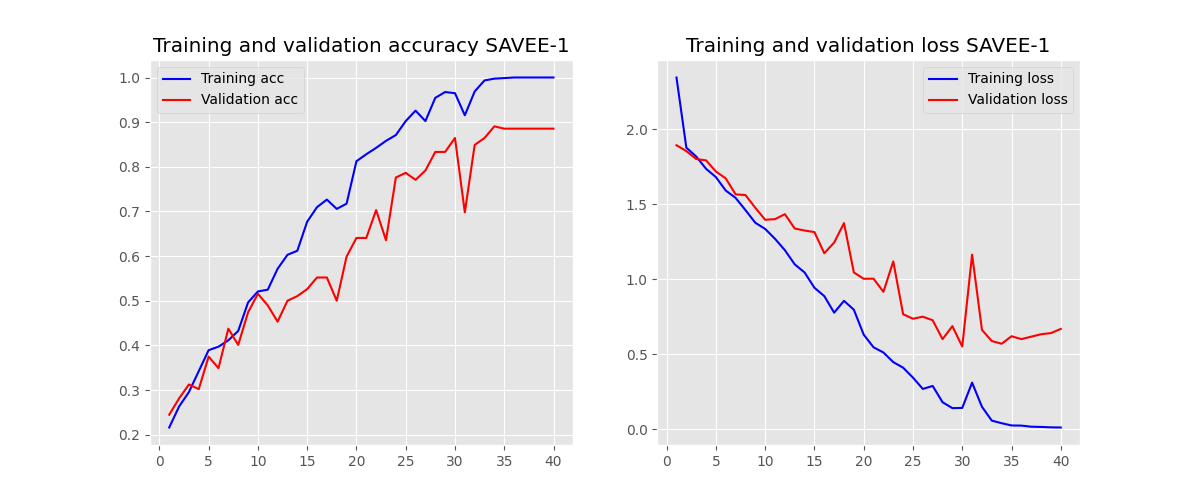 Training and validation accuracy SAVEE-1
Training acc
Validation acc
1.0
0.9
0.8
0.7
0.6
0.5
0.4
0.3
0.2
0 5 10 15 20 25 30 35 40
Training and validation loss SAVEE-1
Training loss
Validation loss
2.0
1.5
1.0
0.5
0.0
0 5 10 15 20 25 30 35 40